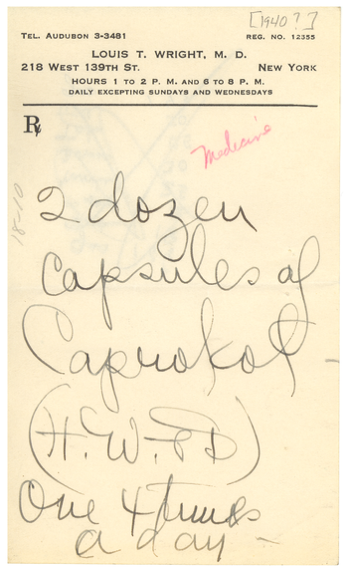 [1940?]
TEL. AUDUBON 3-3481
REG. NO. 12355
LOUIS T. WRIGHT, M. D.
218 WEST 139TH ST. NEW YORK
HOURS 1 TO 2 P. M. AND 6 TO 8 P. M.
DAILY EXCEPTING SUNDAYS AND WEDNESDAYS
℞
Medicine
18-10
2 dozen
Capsules of
Caprokol -
(H. W. & D)
One 4 times
a day -